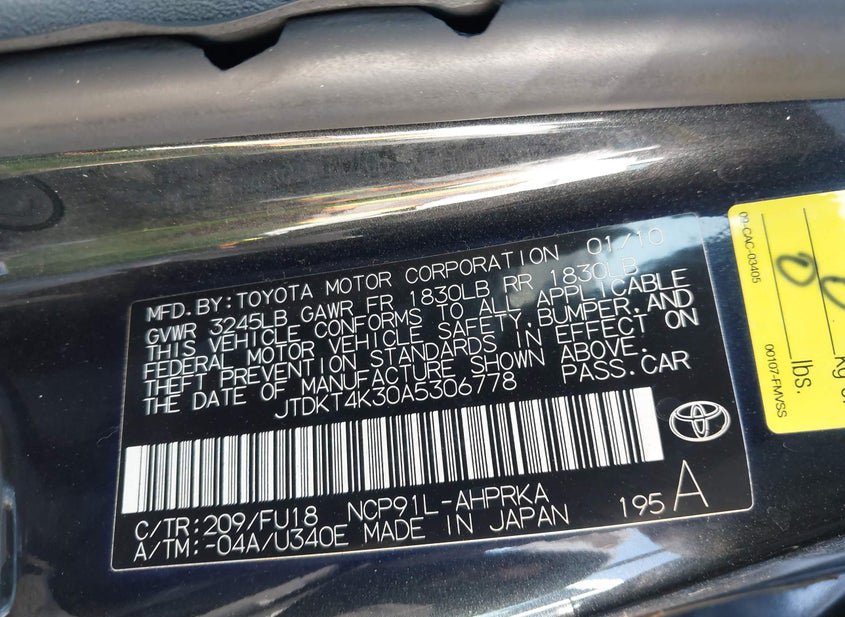 MFD.BY:TOYOTA MOTOR CORPORATION 01/10
GVWR 3245LB GAWR FR 1830LB RR 1830LB
THIS VEHICLE CONFORMS TO ALL APPLICABLE
FEDERAL MOTOR VEHICLE SAFETY,BUMPER,AND
THEFT PREVENTION STANDARDS IN EFFECT ON
THE DATE OF MANUFACTURE SHOWN ABOVE.
JTDKT4K30A5306778 PASS.CAR
C/TR:209/FU18 NCP91L-AHPRKA 195 A
A/TM:-04A/U340E MADE IN JAPAN
00-CAC-03405
lbs.
00107-FMVSS
kg